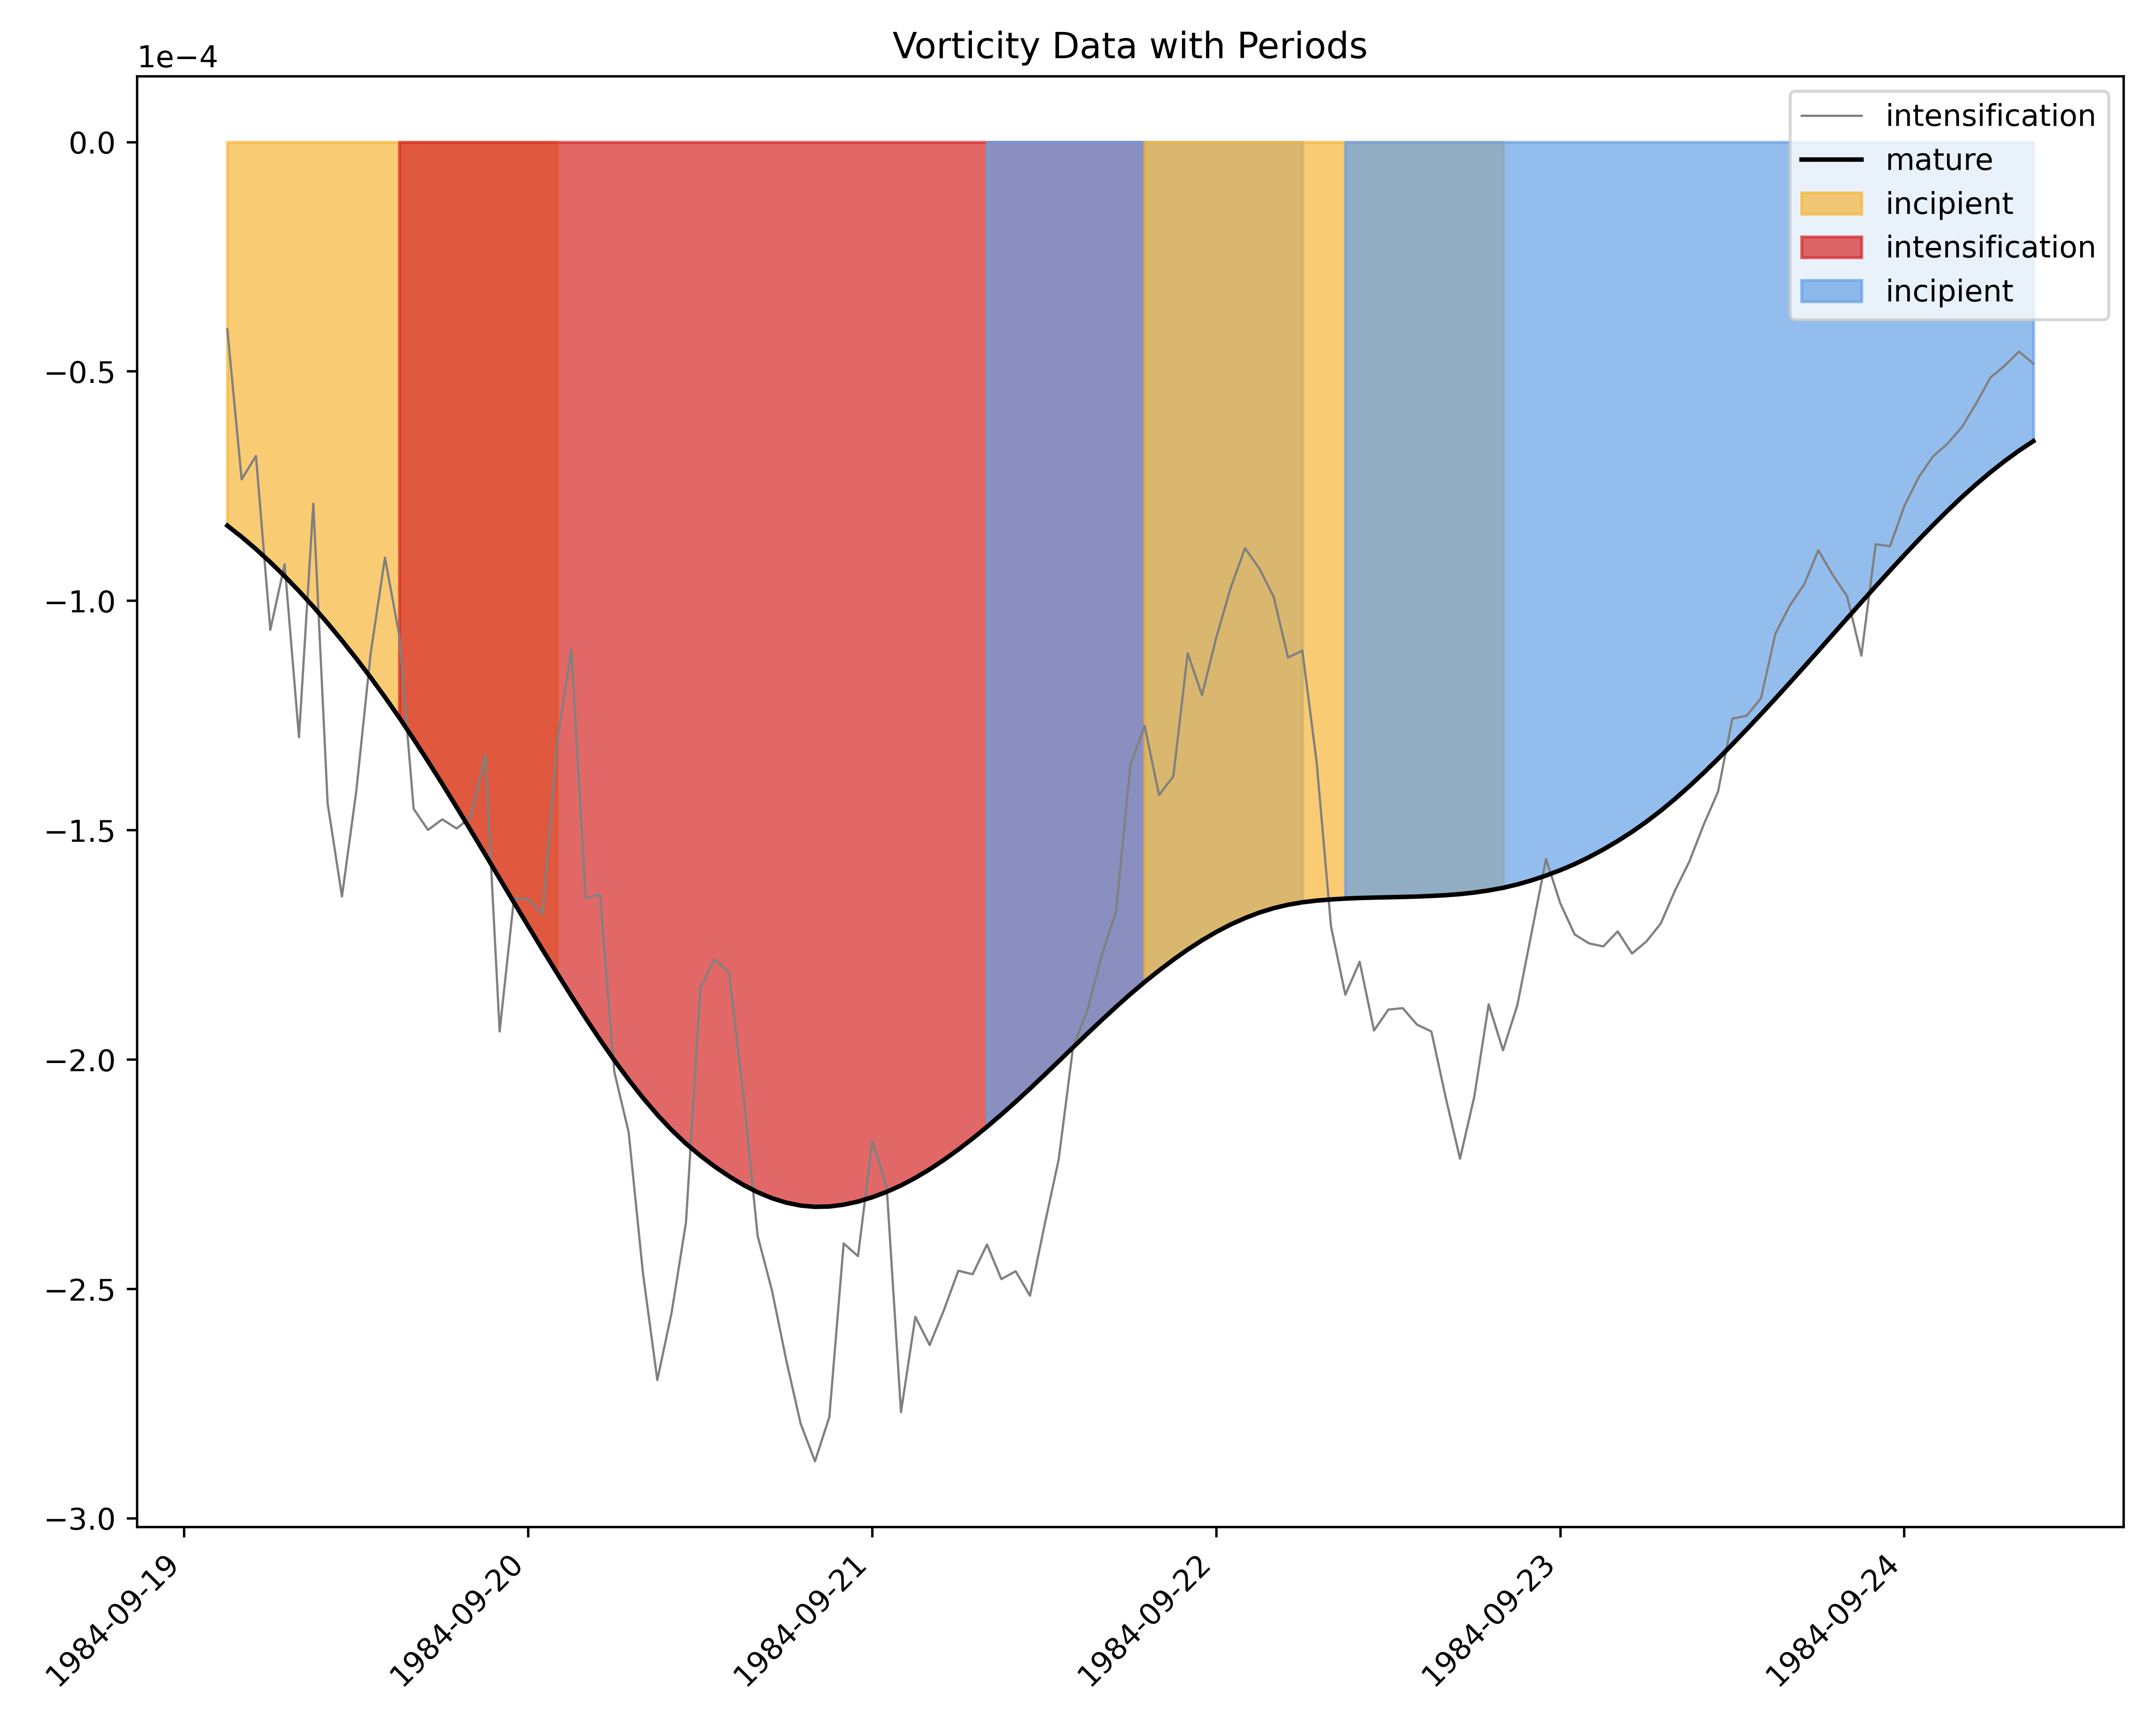 Vorticity Data with Periods
1e−4
0.0
−0.5
−1.0
−1.5
−2.0
−2.5
−3.0
intensification
mature
incipient
intensification
incipient
1984-09-19
1984-09-20
1984-09-21
1984-09-22
1984-09-23
1984-09-24